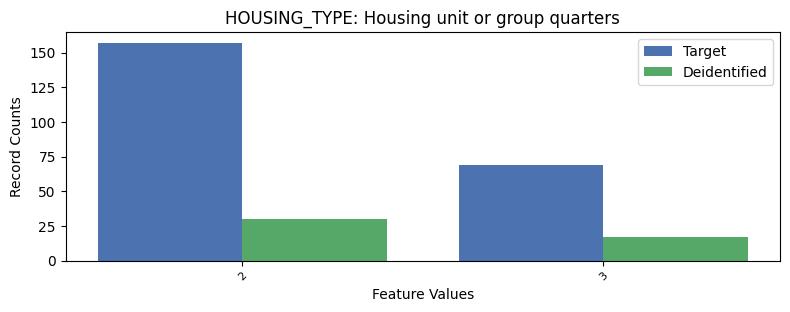 HOUSING_TYPE: Housing unit or group quarters
Target
Deidentified
Record Counts
150
125
100
75
50
25
0
2
3
Feature Values